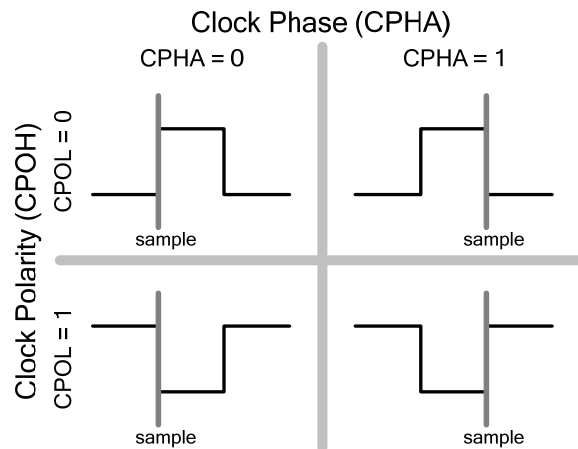 Clock Phase (CPHA)
CPHA = 0
CPHA = 1
Clock Polarity (CPOH)
CPOL = 0
sample
sample
CPOL = 1
sample
sample